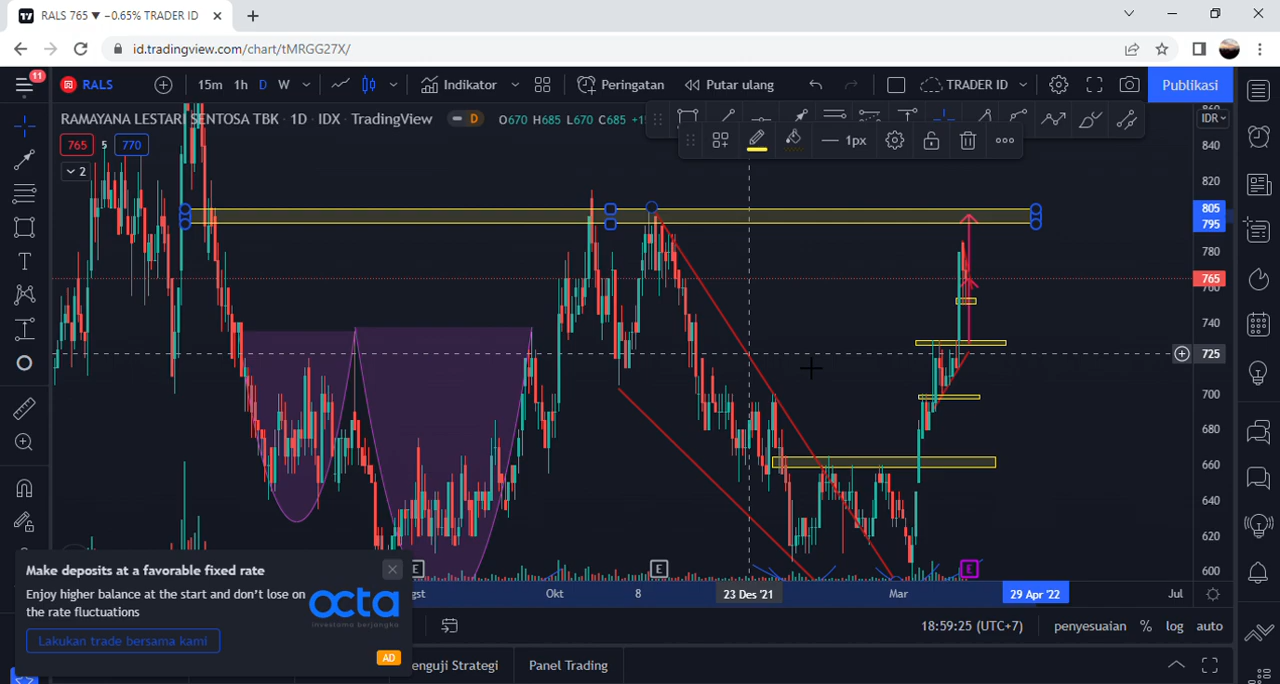 RALS 765 ▼ −0.65% TRADER ID
id.tradingview.com/chart/tMRGG27X/
11
RALS
15m 1h D W
Indikator
Peringatan
Putar ulang
TRADER ID
Publikasi
RAMAYANA LESTARI SENTOSA TBK · 1D · IDX · TradingView
D
O670 H685 L670 C685
IDR
765 5 770
1px
2
840
820
805
795
780
765
740
725
700
680
660
640
620
600
E
E
E
Okt
8
23 Des '21
Mar
29 Apr '22
Jul
Make deposits at a favorable fixed rate
Enjoy higher balance at the start and don't lose on
the rate fluctuations
octa
investama berjangka
Lakukan trade bersama kami
AD
18:59:25 (UTC+7)
penyesuaian
%
log
auto
enguji Strategi
Panel Trading